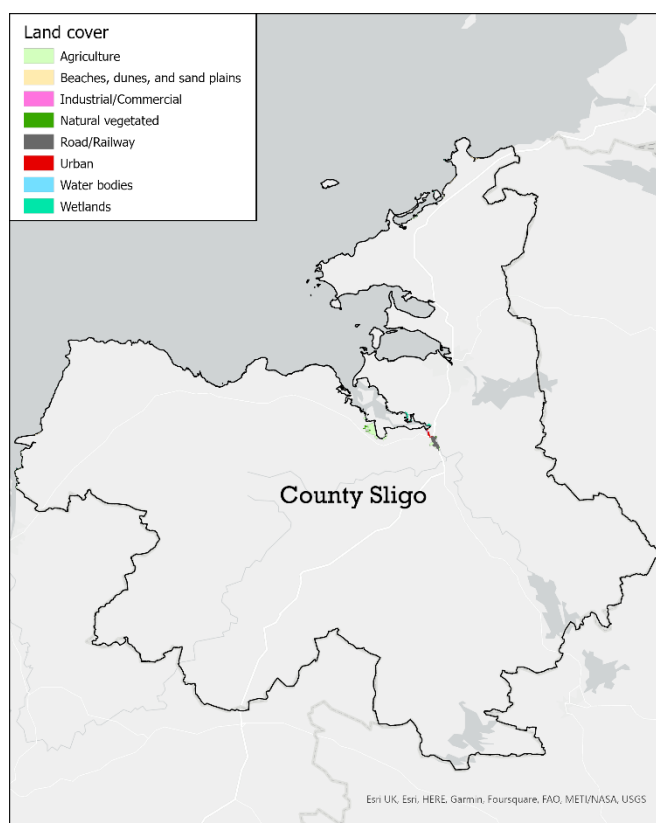 Land cover
Agriculture
Beaches, dunes, and sand plains
Industrial/Commercial
Natural vegetated
Road/Railway
Urban
Water bodies
Wetlands
County Sligo
Esri UK, Esri, HERE, Garmin, Foursquare, FAO, METI/NASA, USGS